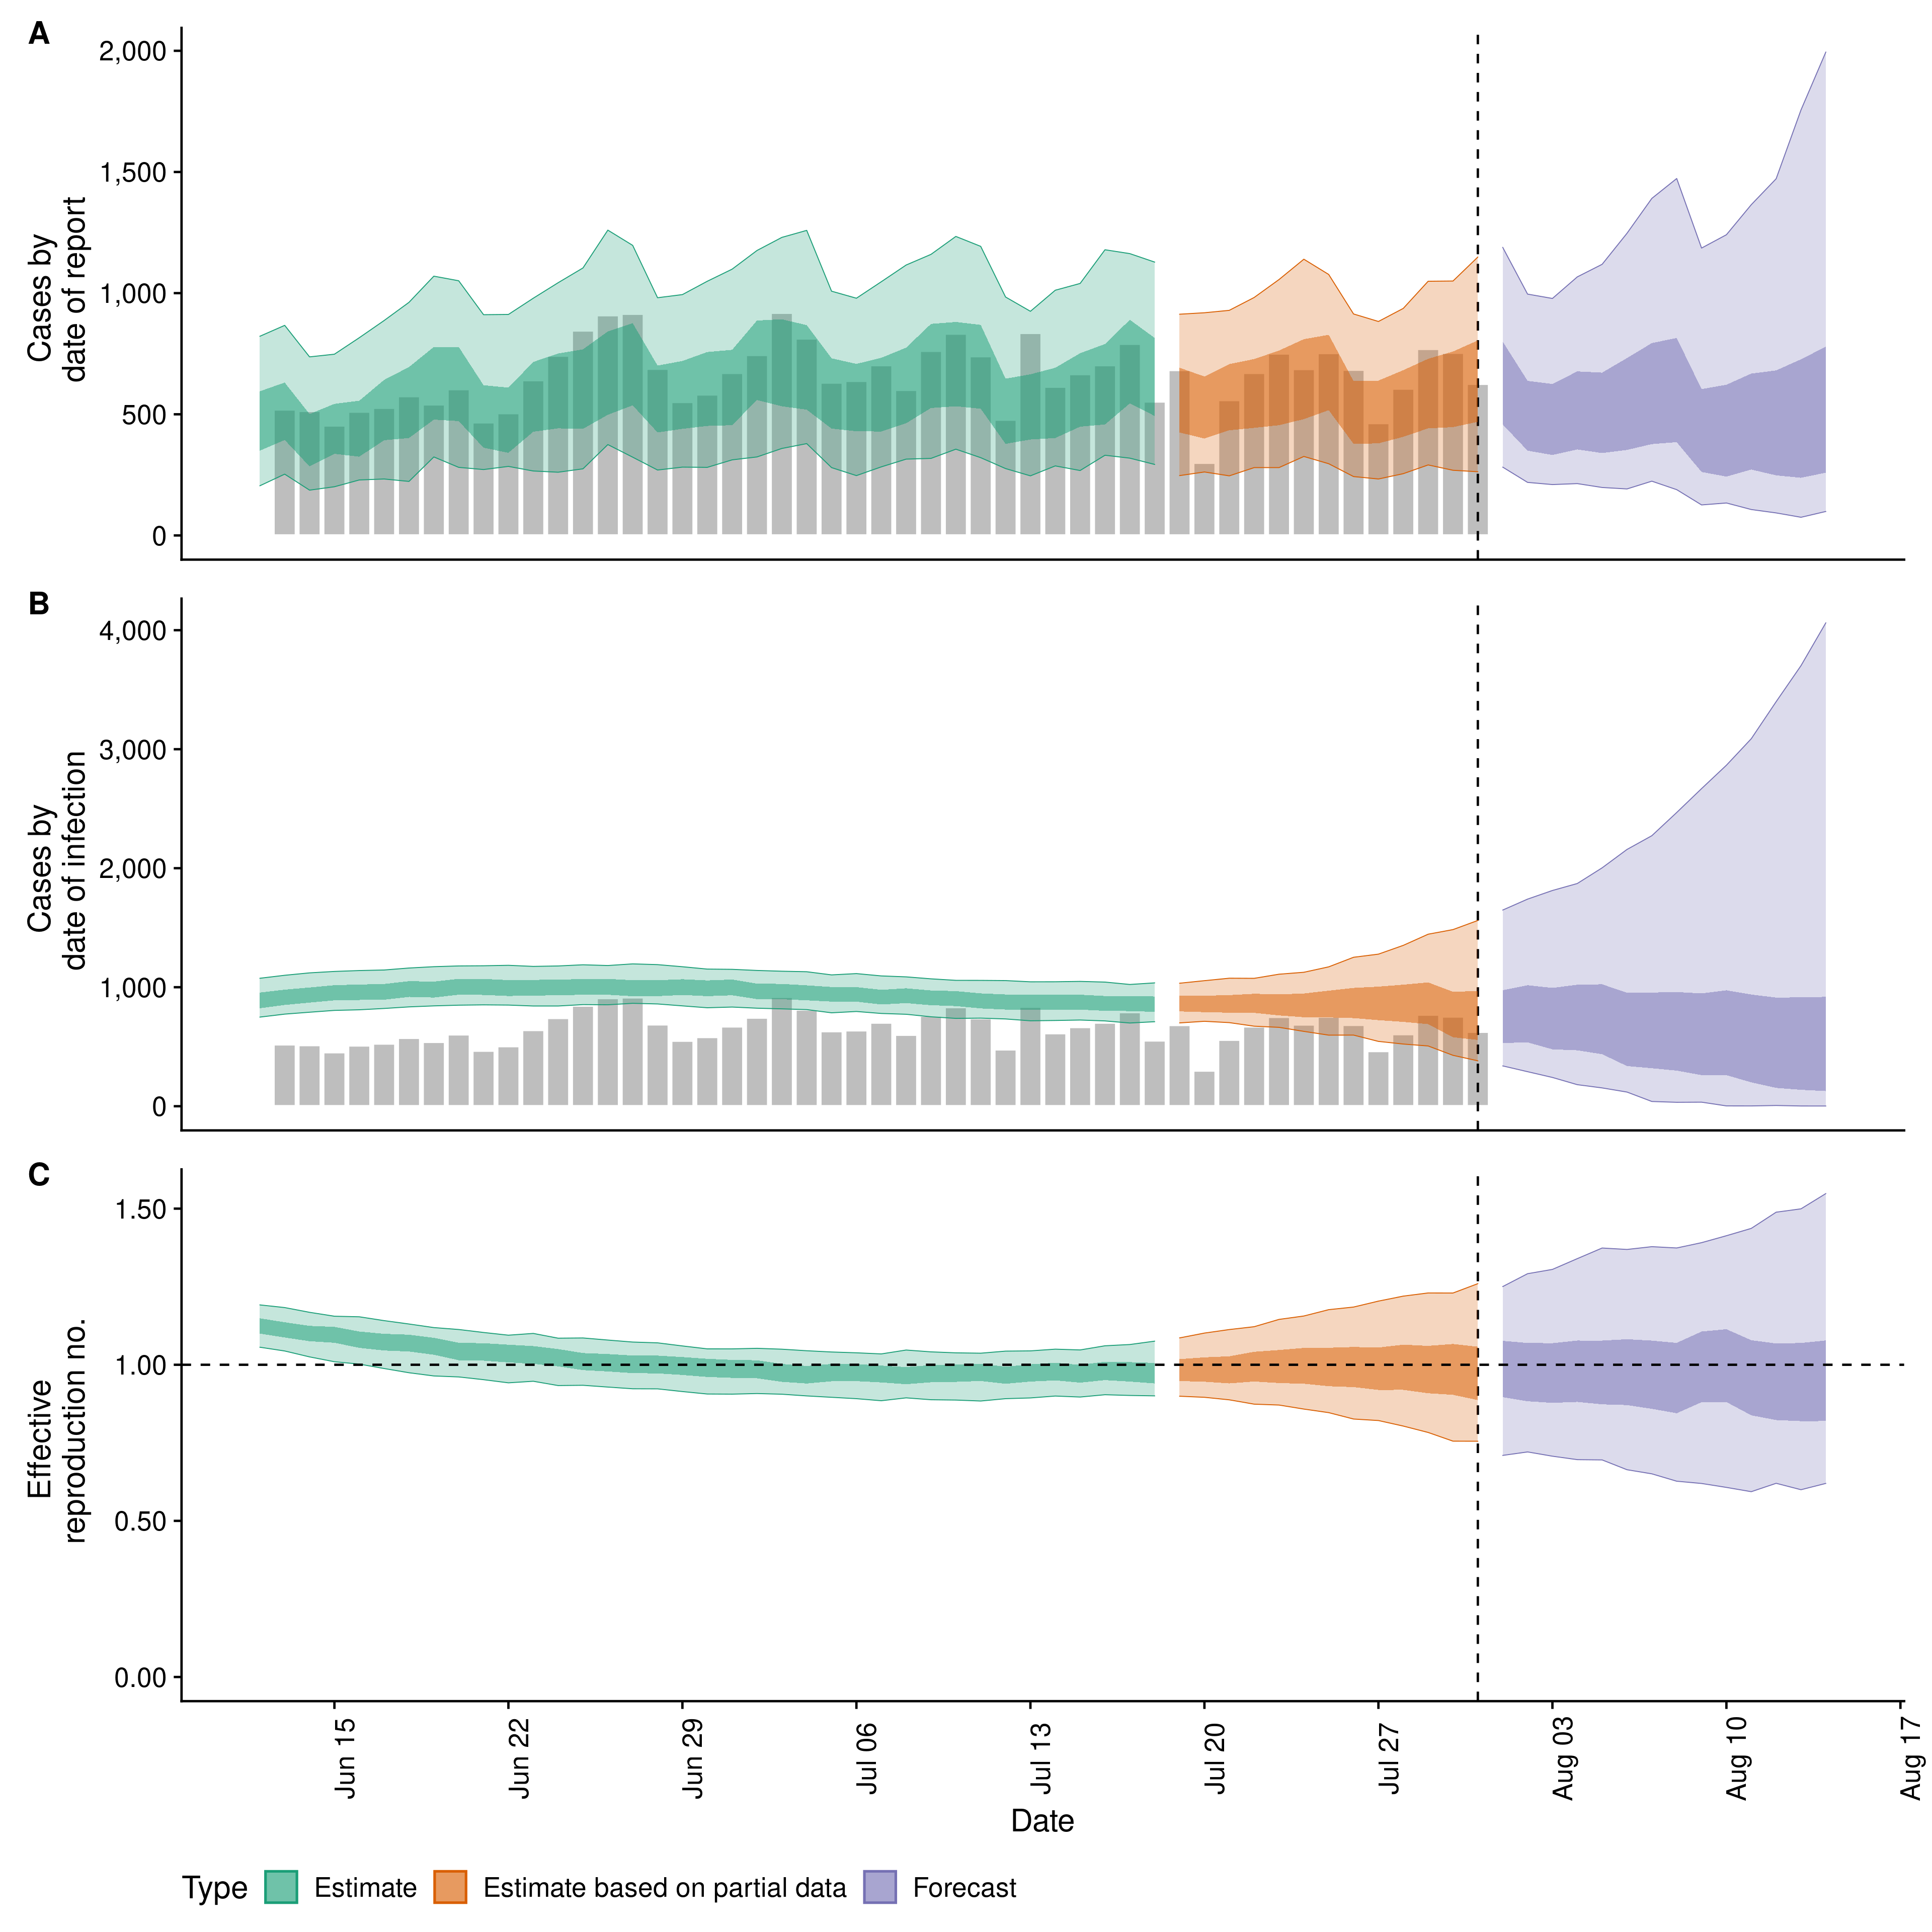 A
Cases by
date of report
2,000
1,500
1,000
500
0
B
Cases by
date of infection
4,000
3,000
2,000
1,000
0
C
Effective
reproduction no.
1.50
1.00
0.50
0.00
Jun 15
Jun 22
Jun 29
Jul 06
Jul 13
Jul 20
Jul 27
Aug 03
Aug 10
Aug 17
Date
Type Estimate Estimate based on partial data Forecast